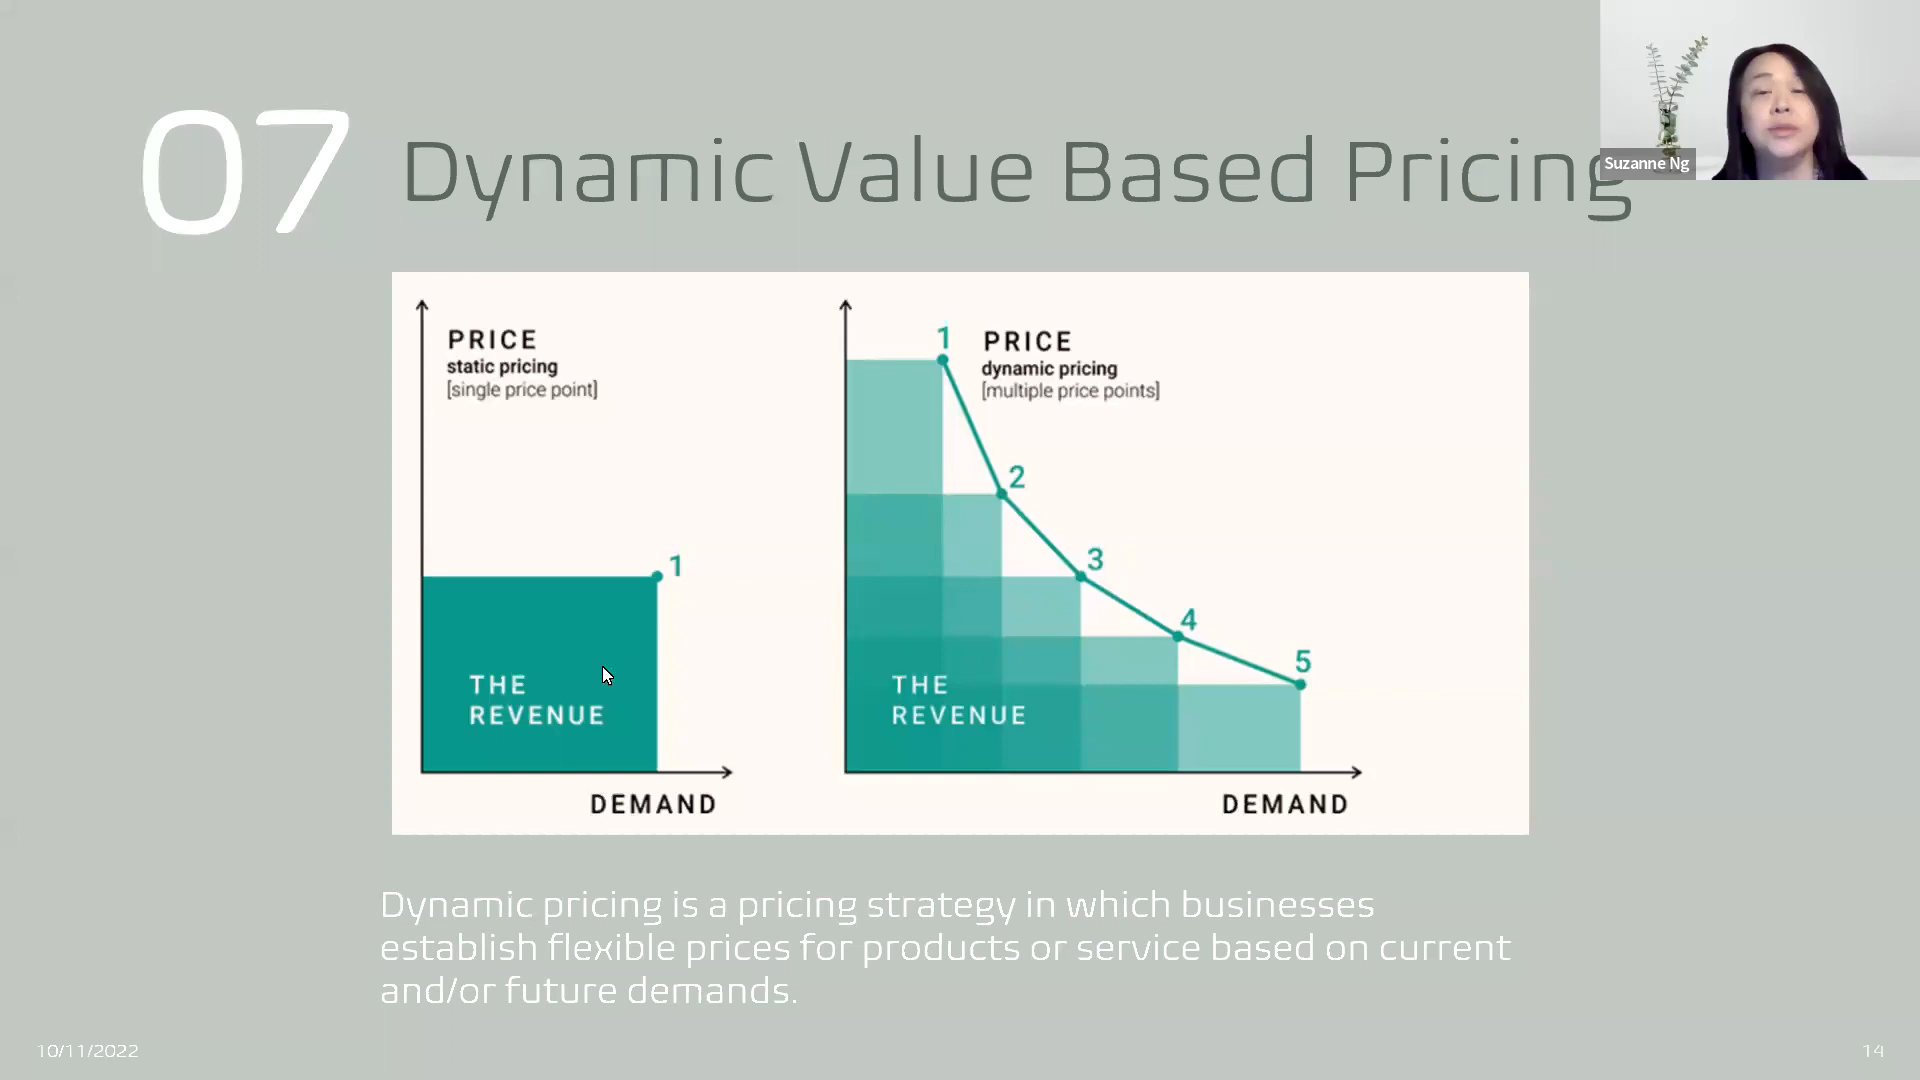 07 Dynamic Value Based Pricing
Suzanne Ng
PRICE
static pricing
[single price point]
1
THE
REVENUE
DEMAND
1
PRICE
dynamic pricing
[multiple price points]
2
3
4
5
THE
REVENUE
DEMAND
Dynamic pricing is a pricing strategy in which businesses
establish flexible prices for products or service based on current
and/or future demands.
10/11/2022
14